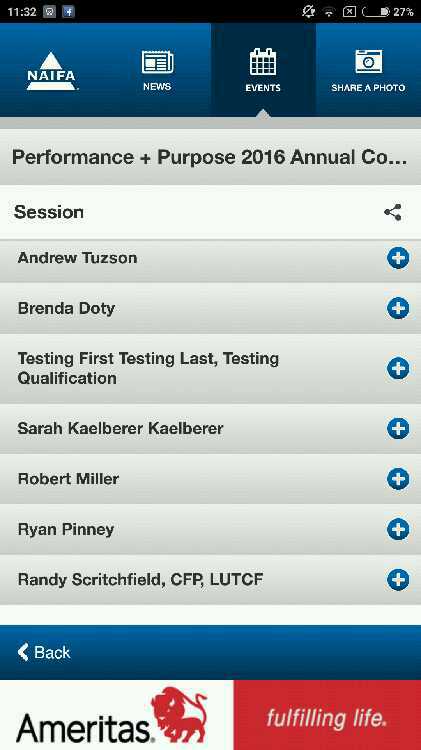 11:32
27%
NAIFA
NEWS
EVENTS
SHARE A PHOTO
Performance + Purpose 2016 Annual Co...
Session
Andrew Tuzson
Brenda Doty
Testing First Testing Last, Testing
Qualification
Sarah Kaelberer Kaelberer
Robert Miller
Ryan Pinney
Randy Scritchfield, CFP, LUTCF
Back
Ameritas.
fulfilling life.